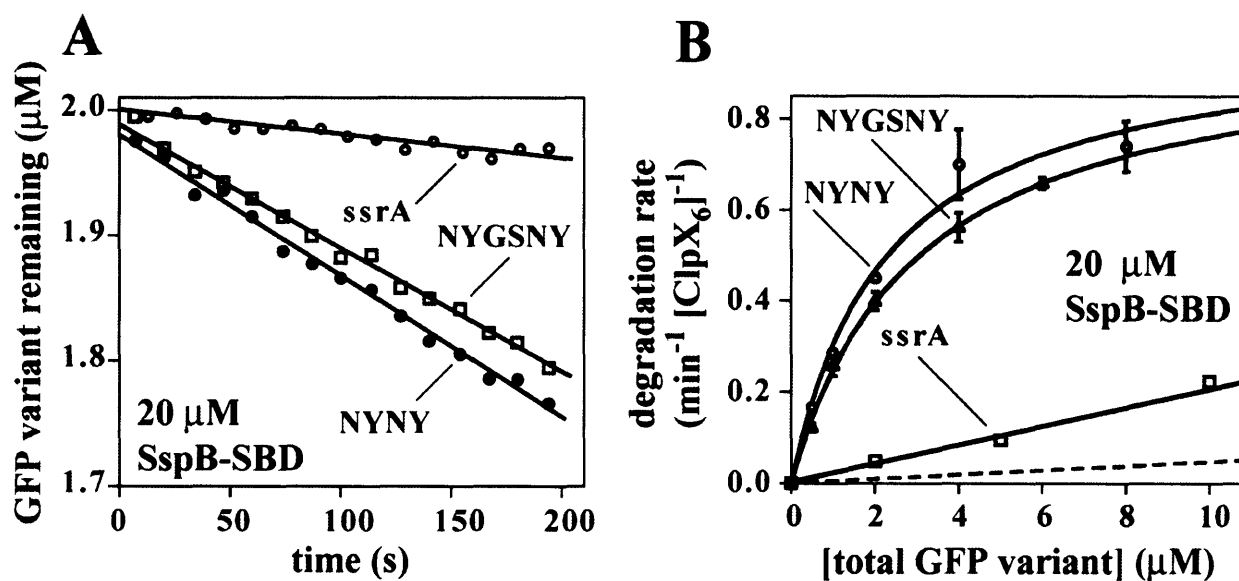 A
GFP variant remaining (µM)
2.0
1.9
1.8
1.7
ssrA
NYGSNY
NYNY
20 µM
SspB-SBD
0
50
100
150
200
time (s)
B
degradation rate
(min⁻¹ [ClpX₆]⁻¹)
0.8
0.6
0.4
0.2
0.0
NYGSNY
NYNY
20 µM
SspB-SBD
ssrA
0
2
4
6
8
10
[total GFP variant] (µM)